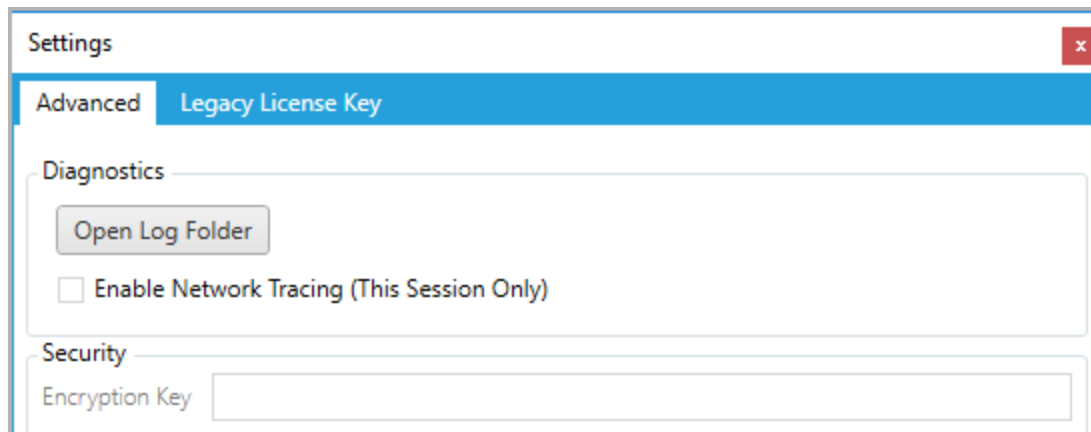 Settings
x
Advanced Legacy License Key
Diagnostics
Open Log Folder
Enable Network Tracing (This Session Only)
Security
Encryption Key